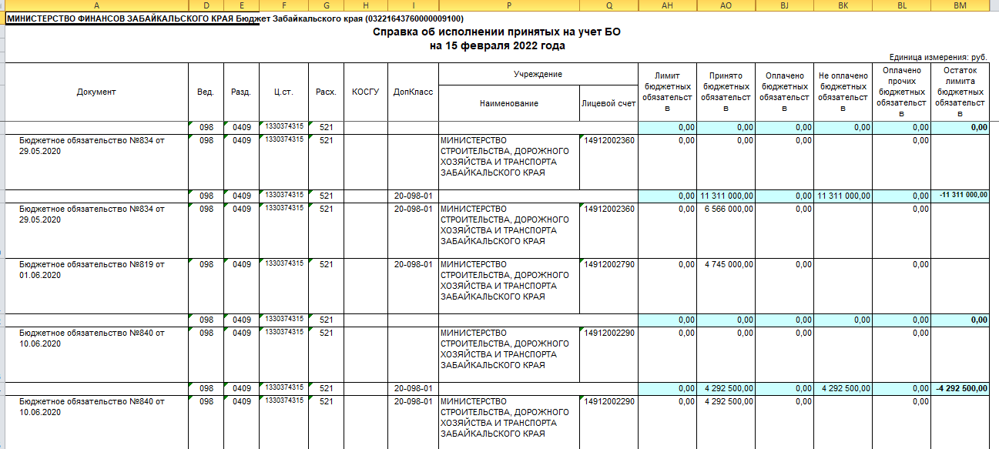 A D E F G H I P Q AH AO BJ BK BL BM
МИНИСТЕРСТВО ФИНАНСОВ ЗАБАЙКАЛЬСКОГО КРАЯ Бюджет Забайкальского края (03221643760000009100)
Справка об исполнении принятых на учет БО
на 15 февраля 2022 года
Единица измерения: руб.
Документ
Вед.
Разд.
Ц.ст.
Расх.
КОСГУ
ДопКласс
Учреждение
Наименование
Лицевой счет
Лимит
бюджетных
обязательст
в
Принято
бюджетных
обязательст
в
Оплачено
бюджетных
обязательст
в
Не оплачено
бюджетных
обязательст
в
Оплачено
прочих
бюджетных
обязательст
в
Остаток
лимита
бюджетных
обязательст
в
098 0409 1330374315 521 0,00 0,00 0,00 0,00 0,00 0,00
Бюджетное обязательство №834 от 098 0409 1330374315 521 МИНИСТЕРСТВО 14912002360 0,00 0,00 0,00 0,00
29.05.2020 СТРОИТЕЛЬСТВА, ДОРОЖНОГО
ХОЗЯЙСТВА И ТРАНСПОРТА
ЗАБАЙКАЛЬСКОГО КРАЯ
098 0409 1330374315 521 20-098-01 0,00 11 311 000,00 0,00 11 311 000,00 0,00 -11 311 000,00
Бюджетное обязательство №834 от 098 0409 1330374315 521 20-098-01 МИНИСТЕРСТВО 14912002360 0,00 6 566 000,00 0,00 0,00
29.05.2020 СТРОИТЕЛЬСТВА, ДОРОЖНОГО
ХОЗЯЙСТВА И ТРАНСПОРТА
ЗАБАЙКАЛЬСКОГО КРАЯ
Бюджетное обязательство №819 от 098 0409 1330374315 521 20-098-01 МИНИСТЕРСТВО 14912002790 0,00 4 745 000,00 0,00 0,00
01.06.2020 СТРОИТЕЛЬСТВА, ДОРОЖНОГО
ХОЗЯЙСТВА И ТРАНСПОРТА
ЗАБАЙКАЛЬСКОГО КРАЯ
098 0409 1330374315 521 0,00 0,00 0,00 0,00 0,00 0,00
Бюджетное обязательство №840 от 098 0409 1330374315 521 МИНИСТЕРСТВО 14912002290 0,00 0,00 0,00 0,00
10.06.2020 СТРОИТЕЛЬСТВА, ДОРОЖНОГО
ХОЗЯЙСТВА И ТРАНСПОРТА
ЗАБАЙКАЛЬСКОГО КРАЯ
098 0409 1330374315 521 20-098-01 0,00 4 292 500,00 0,00 4 292 500,00 0,00 -4 292 500,00
Бюджетное обязательство №840 от 098 0409 1330374315 521 20-098-01 МИНИСТЕРСТВО 14912002290 0,00 4 292 500,00 0,00 0,00
10.06.2020 СТРОИТЕЛЬСТВА, ДОРОЖНОГО
ХОЗЯЙСТВА И ТРАНСПОРТА
ЗАБАЙКАЛЬСКОГО КРАЯ